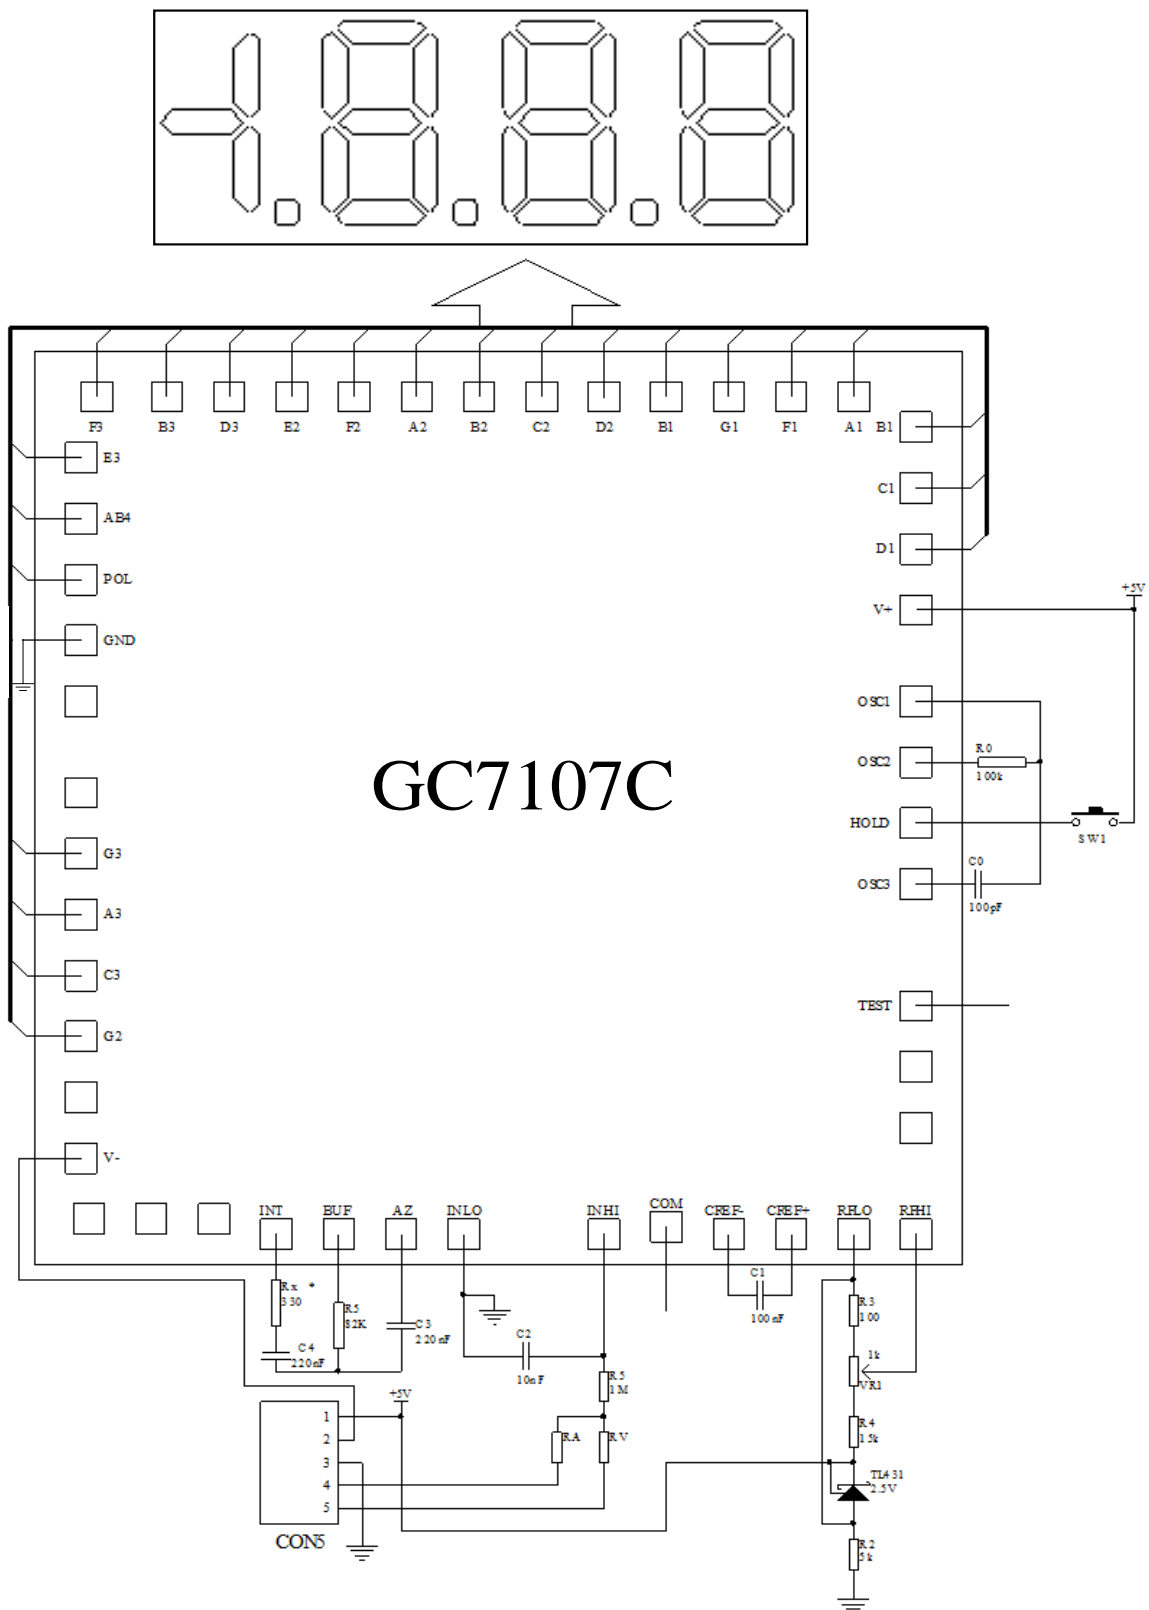 F3 B3 D3 E2 F2 A2 B2 C2 D2 B1 G1 F1 A1 B1
E3
AB4
C1
D1
POL
+5V
V+
GND
OSC1
R0
OSC2
100k
GC7107C
HOLD
SW1
G3
C0
OSC3
100pF
A3
C3
TEST
G2
V-
INT BUF AZ INLO INHI COM CREF- CREF+ RFLO RFHI
Rx *
330
R5
82K
C3
220nF
C4
220nF
C2
10nF
C1
100nF
R3
100
1k
VR1
R5
1M
+5V
RA RV
R4
15k
1
2
3
4
5
CON5
TL431
2.5V
R2
5k